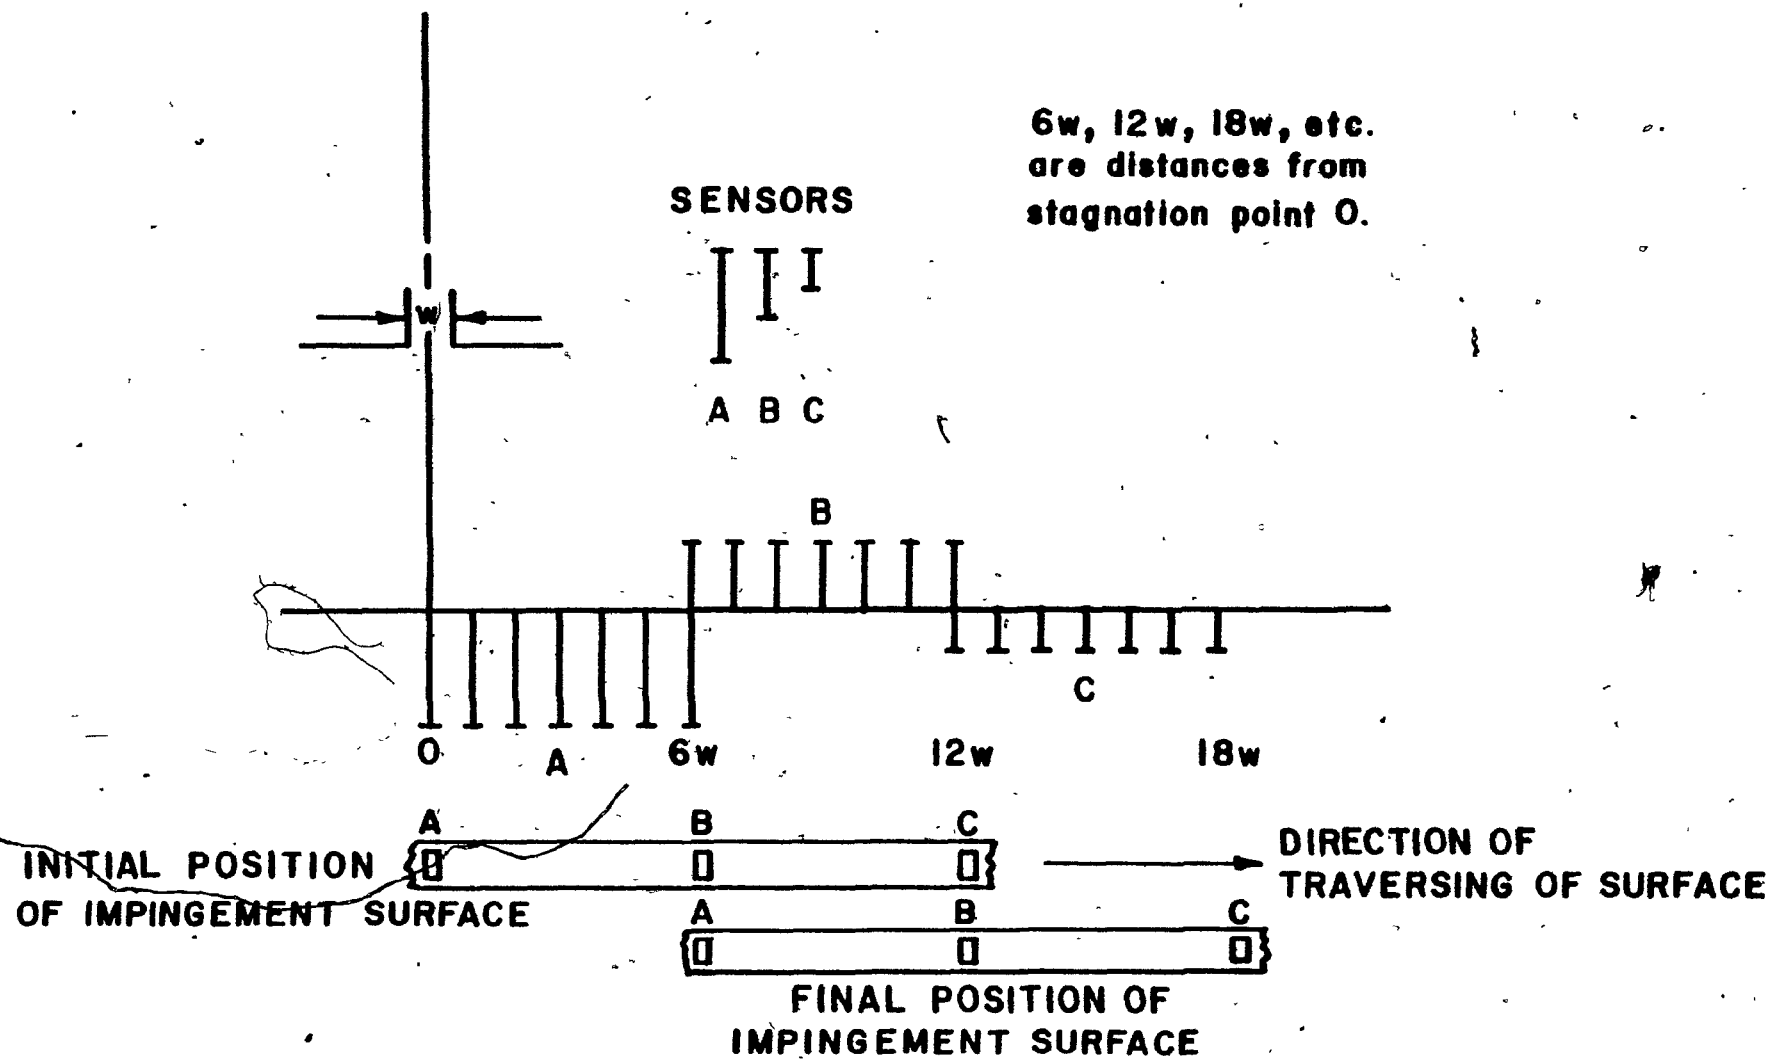 6w, 12w, 18w, etc.
are distances from
stagnation point O.
SENSORS
w
A B C
B
C
O A 6w 12w 18w
A B C
INITIAL POSITION
OF IMPINGEMENT SURFACE
DIRECTION OF
TRAVERSING OF SURFACE
A B C
FINAL POSITION OF
IMPINGEMENT SURFACE